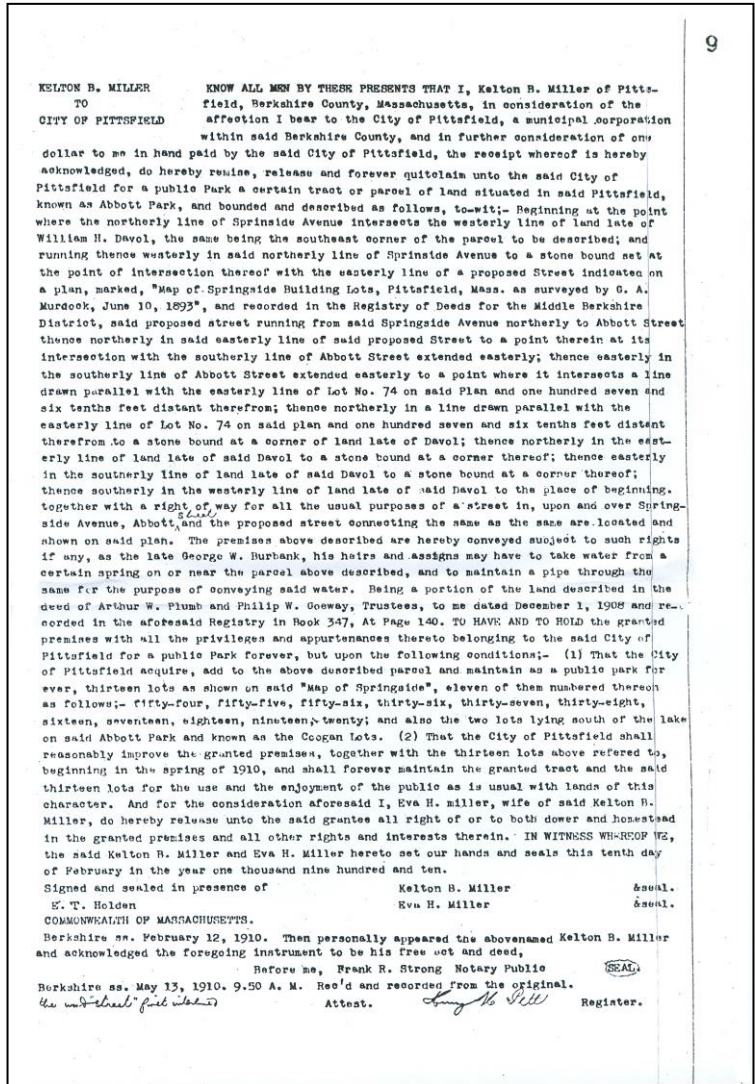 9
KELTON B. MILLER KNOW ALL MEN BY THESE PRESENTS THAT I, Kelton B. Miller of Pitts-
TO field, Berkshire County, Massachusetts, in consideration of the
CITY OF PITTSFIELD affection I bear to the City of Pittsfield, a municipal corporation
within said Berkshire County, and in further consideration of one
dollar to me in hand paid by the said City of Pittsfield, the receipt whereof is hereby
acknowledged, do hereby remise, release and forever quitclaim unto the said City of
Pittsfield for a public Park a certain tract or parcel of land situated in said Pittsfield,
known as Abbott Park, and bounded and described as follows, to-wit;- Beginning at the point
where the northerly line of Sprinside Avenue intersects the westerly line of land late of
William H. Davol, the same being the southeast corner of the parcel to be described; and
running thence westerly in said northerly line of Sprinside Avenue to a stone bound set at
the point of intersection thereof with the easterly line of a proposed Street indicated on
a plan, marked, "Map of Springside Building Lots, Pittsfield, Mass. as surveyed by G. A.
Murdock, June 10, 1893", and recorded in the Registry of Deeds for the Middle Berkshire
District, said proposed street running from said Springside Avenue northerly to Abbott Street
thence northerly in said easterly line of said proposed Street to a point therein at its
intersection with the southerly line of Abbott Street extended easterly; thence easterly in
the southerly line of Abbott Street extended easterly to a point where it intersects a line
drawn parallel with the easterly line of Lot No. 74 on said Plan and one hundred seven and
six tenths feet distant therefrom; thence northerly in a line drawn parallel with the
easterly line of Lot No. 74 on said plan and one hundred seven and six tenths feet distant
therefrom to a stone bound at a corner of land late of Davol; thence northerly in the east-
erly line of land late of said Davol to a stone bound at a corner thereof; thence easterly
in the southerly line of land late of said Davol to a stone bound at a corner thereof;
thence southerly in the westerly line of land late of said Davol to the place of beginning.
together with a right of way for all the usual purposes of a street in, upon and over Spring-
side Avenue, Abbott Street and the proposed street connecting the same as the same are located and
shown on said plan. The premises above described are hereby conveyed suoject to such rights
if any, as the late George W. Burbank, his heirs and assigns may have to take water from a
certain spring on or near the parcel above described, and to maintain a pipe through the
same for the purpose of conveying said water. Being a portion of the land described in the
deed of Arthur W. Plumb and Philip W. Goeway, Trustees, to me dated December 1, 1908 and re-
corded in the aforesaid Registry in Book 347, At Page 140. TO HAVE AND TO HOLD the granted
premises with all the privileges and appurtenances thereto belonging to the said City of
Pittsfield for a public Park forever, but upon the following conditions;- (1) That the City
of Pittsfield acquire, add to the above described parcel and maintain as a public park for
ever, thirteen lots as shown on said "Map of Springside", eleven of them numbered thereon
as follows;- fifty-four, fifty-five, fifty-six, thirty-six, thirty-seven, thirty-eight,
sixteen, seventeen, eighteen, nineteen, twenty; and also the two lots lying south of the lake
on said Abbott Park and known as the Coogan Lots. (2) That the City of Pittsfield shall
reasonably improve the granted premises, together with the thirteen lots above refered to,
beginning in the spring of 1910, and shall forever maintain the granted tract and the said
thirteen lots for the use and the enjoyment of the public as is usual with lands of this
character. And for the consideration aforesaid I, Eva H. miller, wife of said Kelton B.
Miller, do hereby release unto the said grantee all right of or to both dower and homestead
in the granted premises and all other rights and interests therein. IN WITNESS WHEREOF WE,
the said Kelton B. Miller and Eva H. Miller hereto set our hands and seals this tenth day
of February in the year one thousand nine hundred and ten.
Signed and sealed in presence of Kelton B. Miller &seal.
E. T. Holden Eva H. Miller &seal.
COMMONWEALTH OF MASSACHUSETTS.
Berkshire ss. February 12, 1910. Then personally appeared the abovenamed Kelton B. Miller
and acknowledged the foregoing instrument to be his free act and deed,
Before me, Frank R. Strong Notary Public SEAL
Berkshire ss. May 13, 1910. 9.50 A. M. Rec'd and recorded from the original.
the word "street" first interlined Attest. Register.